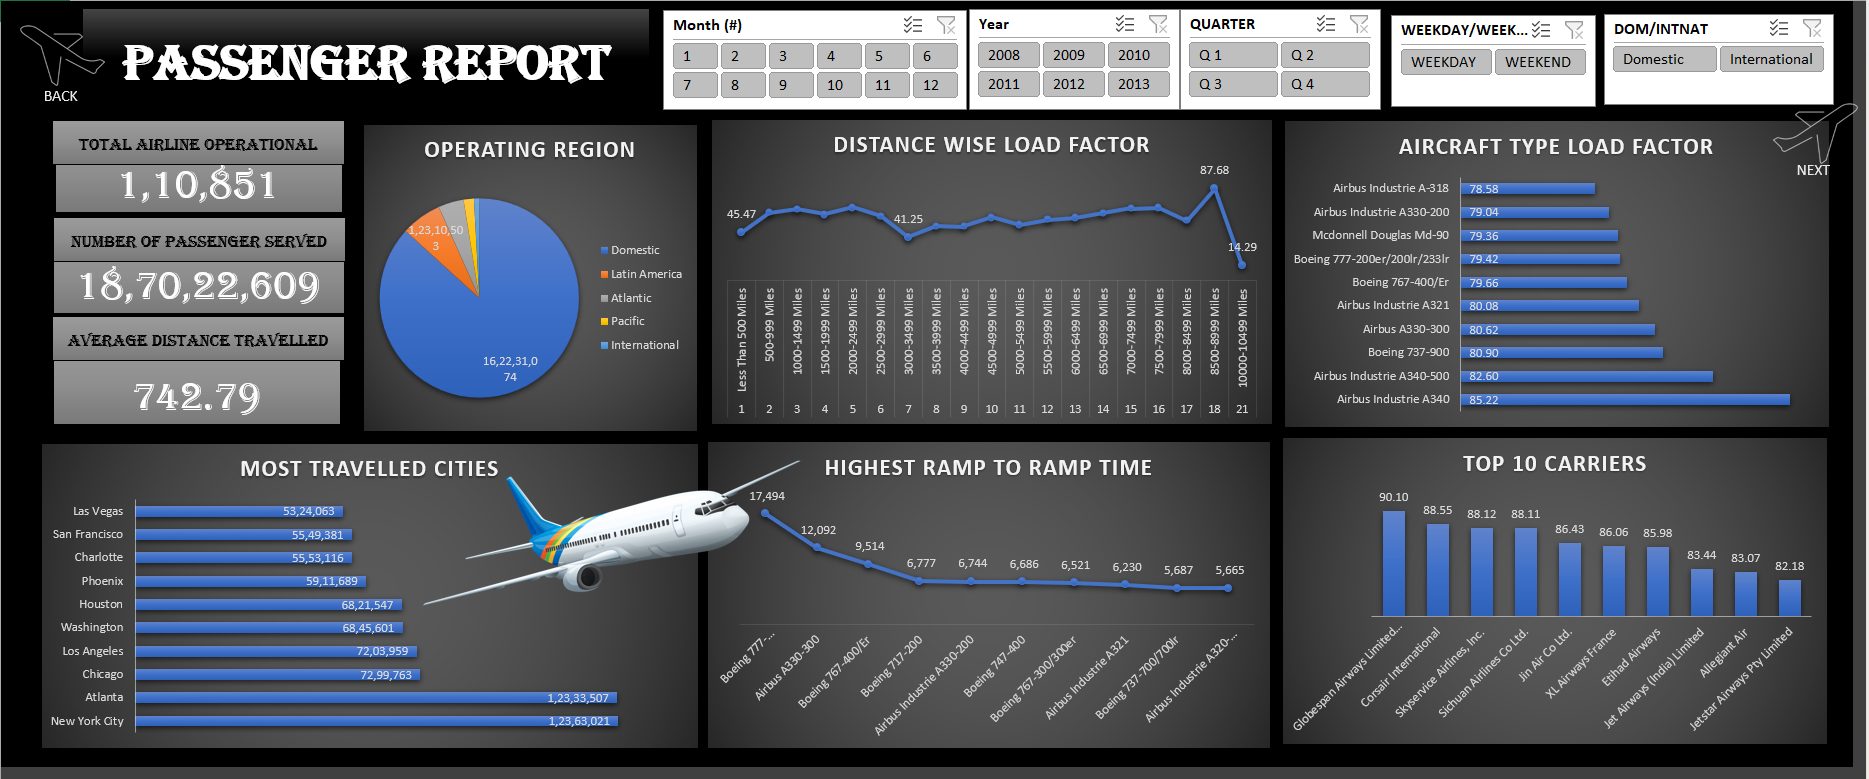 PASSENGER REPORT
BACK
Month (#)
1 2 3 4 5 6
7 8 9 10 11 12
Year
2008 2009 2010
2011 2012 2013
QUARTER
Q 1 Q 2
Q 3 Q 4
WEEKDAY/WEEK...
WEEKDAY WEEKEND
DOM/INTNAT
Domestic International
NEXT
TOTAL AIRLINE OPERATIONAL
1,10,851
NUMBER OF PASSENGER SERVED
18,70,22,609
AVERAGE DISTANCE TRAVELLED
742.79
OPERATING REGION
1,23,10,50
3
16,22,31,0
74
Domestic
Latin America
Atlantic
Pacific
International
DISTANCE WISE LOAD FACTOR
45.47
41.25
87.68
14.29
Less Than 500 Miles
500-999 Miles
1000-1499 Miles
1500-1999 Miles
2000-2499 Miles
2500-2999 Miles
3000-3499 Miles
3500-3999 Miles
4000-4499 Miles
4500-4999 Miles
5000-5499 Miles
5500-5999 Miles
6000-6499 Miles
6500-6999 Miles
7000-7499 Miles
7500-7999 Miles
8000-8499 Miles
8500-8999 Miles
10000-10499 Miles
1 2 3 4 5 6 7 8 9 10 11 12 13 14 15 16 17 18 21
AIRCRAFT TYPE LOAD FACTOR
Airbus Industrie A-318 78.58
Airbus Industrie A330-200 79.04
Mcdonnell Douglas Md-90 79.36
Boeing 777-200er/200lr/233lr 79.42
Boeing 767-400/Er 79.66
Airbus Industrie A321 80.08
Airbus A330-300 80.62
Boeing 737-900 80.90
Airbus Industrie A340-500 82.60
Airbus Industrie A340 85.22
MOST TRAVELLED CITIES
Las Vegas 53,24,063
San Francisco 55,49,381
Charlotte 55,53,116
Phoenix 59,11,689
Houston 68,21,547
Washington 68,45,601
Los Angeles 72,03,959
Chicago 72,99,763
Atlanta 1,23,33,507
New York City 1,23,63,021
HIGHEST RAMP TO RAMP TIME
17,494
12,092
9,514
6,777
6,744
6,686
6,521
6,230
5,687
5,665
Boeing 777-...
Airbus A330-300
Boeing 767-400/Er
Boeing 717-200
Airbus Industrie A330-200
Boeing 747-400
Boeing 767-300/300er
Airbus Industrie A321
Boeing 737-700/700lr
Airbus Industrie A320-...
TOP 10 CARRIERS
90.10
88.55
88.12
88.11
86.43
86.06
85.98
83.44
83.07
82.18
Globespan Airways Limited...
Corsair International
Skyservice Airlines, Inc.
Sichuan Airlines Co Ltd.
Jin Air Co Ltd.
XL Airways France
Etihad Airways
Jet Airways (India) Limited
Allegiant Air
Jetstar Airways Pty Limited